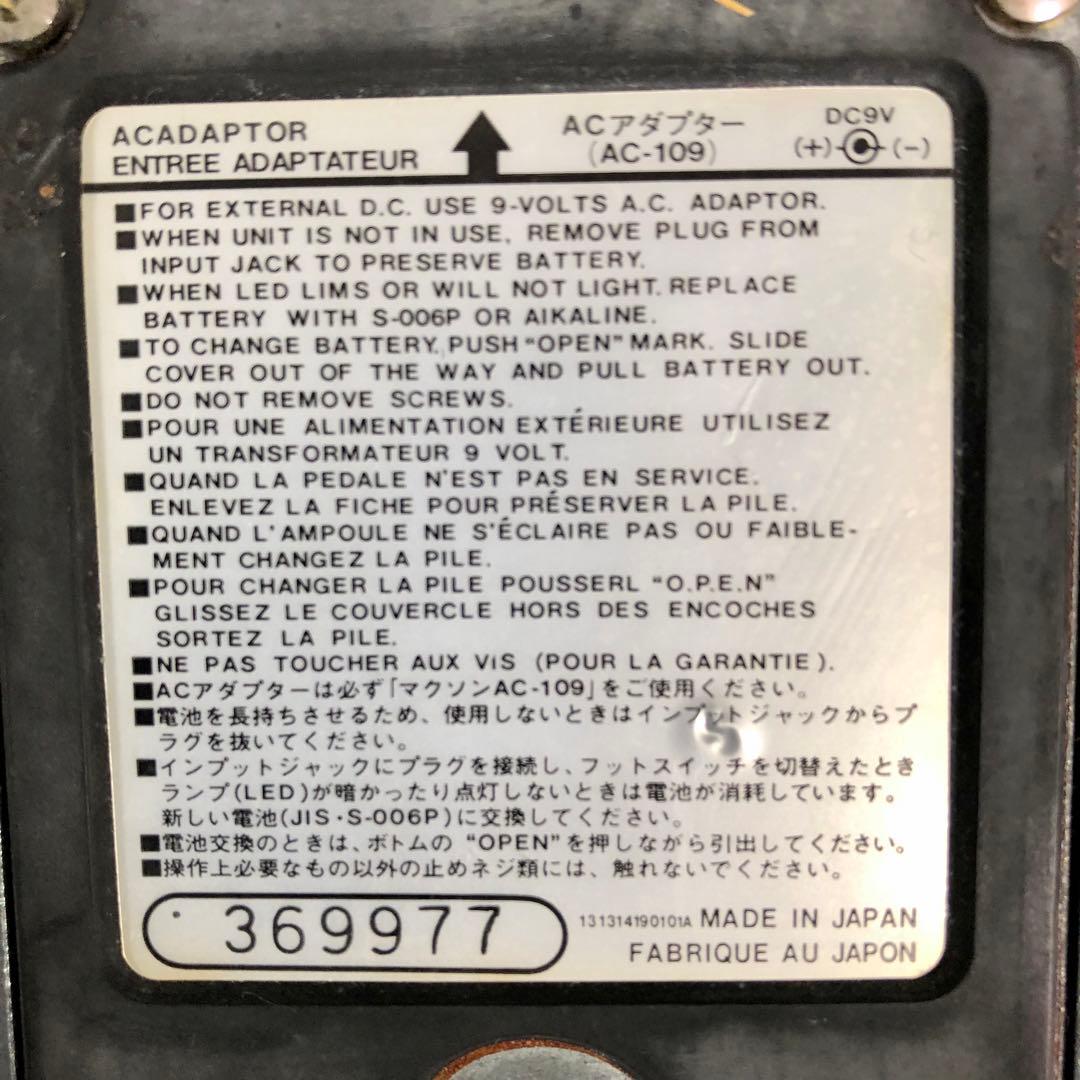 ACADAPTOR
ENTREE ADAPTATEUR
ACアダプター
(AC-109)
DC9V
(+) (-)
■FOR EXTERNAL D.C. USE 9-VOLTS A.C. ADAPTOR.
■WHEN UNIT IS NOT IN USE, REMOVE PLUG FROM
INPUT JACK TO PRESERVE BATTERY.
■WHEN LED LIMS OR WILL NOT LIGHT. REPLACE
BATTERY WITH S-006P OR AIKALINE.
■TO CHANGE BATTERY, PUSH "OPEN" MARK. SLIDE
COVER OUT OF THE WAY AND PULL BATTERY OUT.
■DO NOT REMOVE SCREWS.
■POUR UNE ALIMENTATION EXTÉRIEURE UTILISEZ
UN TRANSFORMATEUR 9 VOLT.
■QUAND LA PEDALE N'EST PAS EN SERVICE.
ENLEVEZ LA FICHE POUR PRÉSERVER LA PILE.
■QUAND L'AMPOULE NE S'ÉCLAIRE PAS OU FAIBLE-
MENT CHANGEZ LA PILE.
■POUR CHANGER LA PILE POUSSERL "O.P.E.N"
GLISSEZ LE COUVERCLE HORS DES ENCOCHES
SORTEZ LA PILE.
■NE PAS TOUCHER AUX VIS (POUR LA GARANTIE).
■ACアダプターは必ず「マクソンAC-109」をご使用ください。
■電池を長持ちさせるため、使用しないときはインプットジャックからプ
ラグを抜いてください。
■インプットジャックにプラグを接続し、フットスイッチを切替えたとき
ランプ(LED)が暗かったり点灯しないときは電池が消耗しています。
新しい電池(JIS・S-006P)に交換してください。
■電池交換のときは、ボトムの "OPEN"を押しながら引出してください。
■操作上必要なもの以外の止めネジ類には、触れないでください。
369977
131314190101A MADE IN JAPAN
FABRIQUE AU JAPON